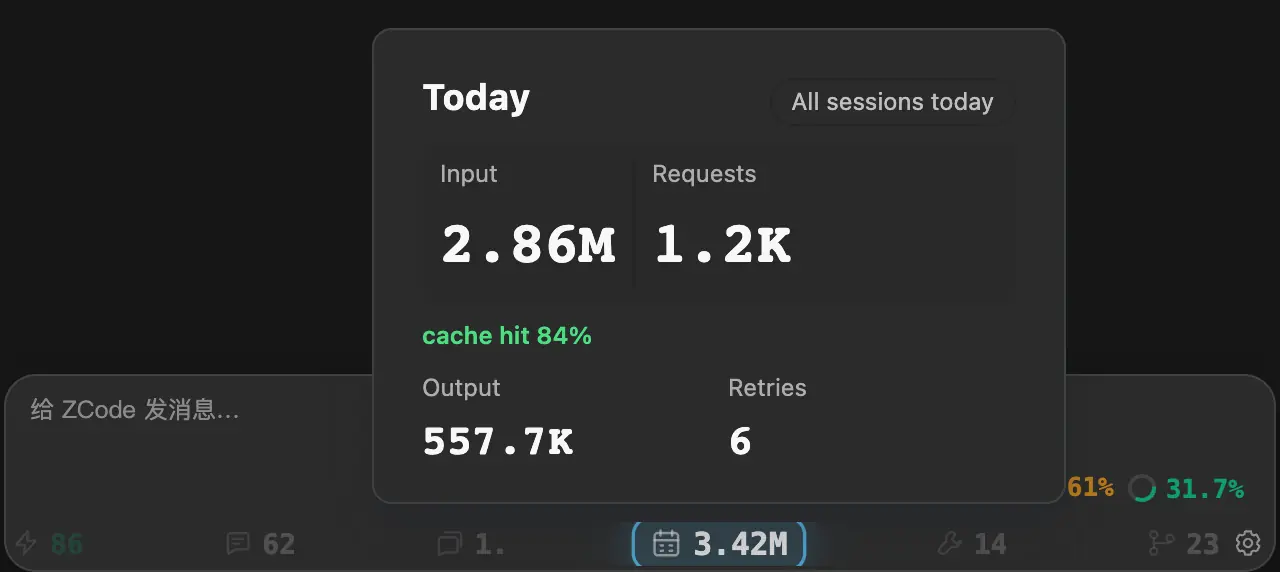 Today
All sessions today
Input
Requests
2.86M
1.2K
cache hit 84%
Output
Retries
557.7K
6
给 ZCode 发消息...
61%
31.7%
86
62
1.
3.42M
14
23